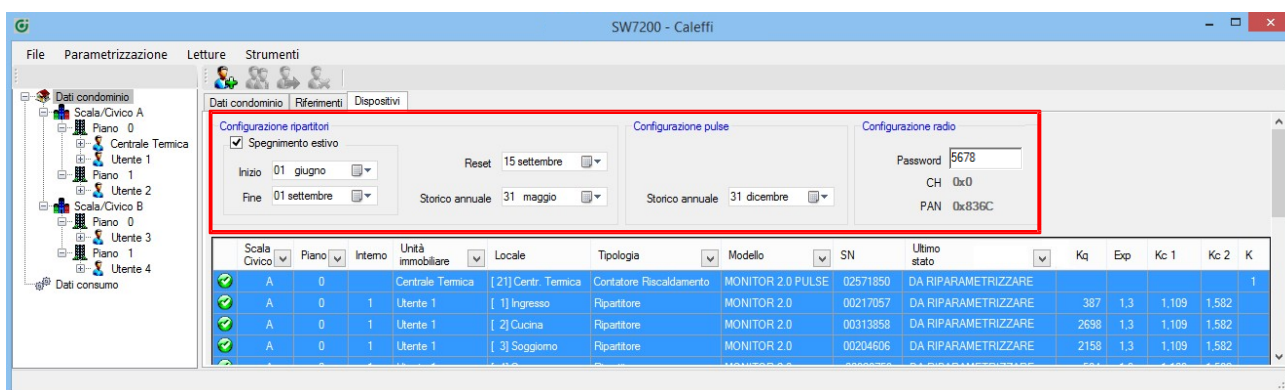 SW7200 - Caleffi
File Parametrizzazione Letture Strumenti
Dati condominio
Scala/Civico A
Piano 0
Centrale Termica
Utente 1
Piano 1
Utente 2
Scala/Civico B
Piano 0
Utente 3
Piano 1
Utente 4
Dati consumo
Dati condominio Riferimenti Dispositivi
Configurazione ripartitori
Spegnimento estivo
Inizio 01 giugno
Fine 01 settembre
Reset 15 settembre
Storico annuale 31 maggio
Configurazione pulse
Storico annuale 31 dicembre
Configurazione radio
Password 5678
CH 0x0
PAN 0x836C
Scala Civico Piano Interno Unità immobiliare Locale Tipologia Modello SN Ultimo stato Kq Exp Kc 1 Kc 2 K
A 0 Centrale Termica [ 21] Centr. Termica Contatore Riscaldamento MONITOR 2.0 PULSE 02571850 DA RIPARAMETRIZZARE 1
A 0 1 Utente 1 [ 1] Ingresso Ripartitore MONITOR 2.0 00217057 DA RIPARAMETRIZZARE 387 1,3 1,109 1,582
A 0 1 Utente 1 [ 2] Cucina Ripartitore MONITOR 2.0 00313858 DA RIPARAMETRIZZARE 2698 1,3 1,109 1,582
A 0 1 Utente 1 [ 3] Soggiorno Ripartitore MONITOR 2.0 00204606 DA RIPARAMETRIZZARE 2158 1,3 1,109 1,582